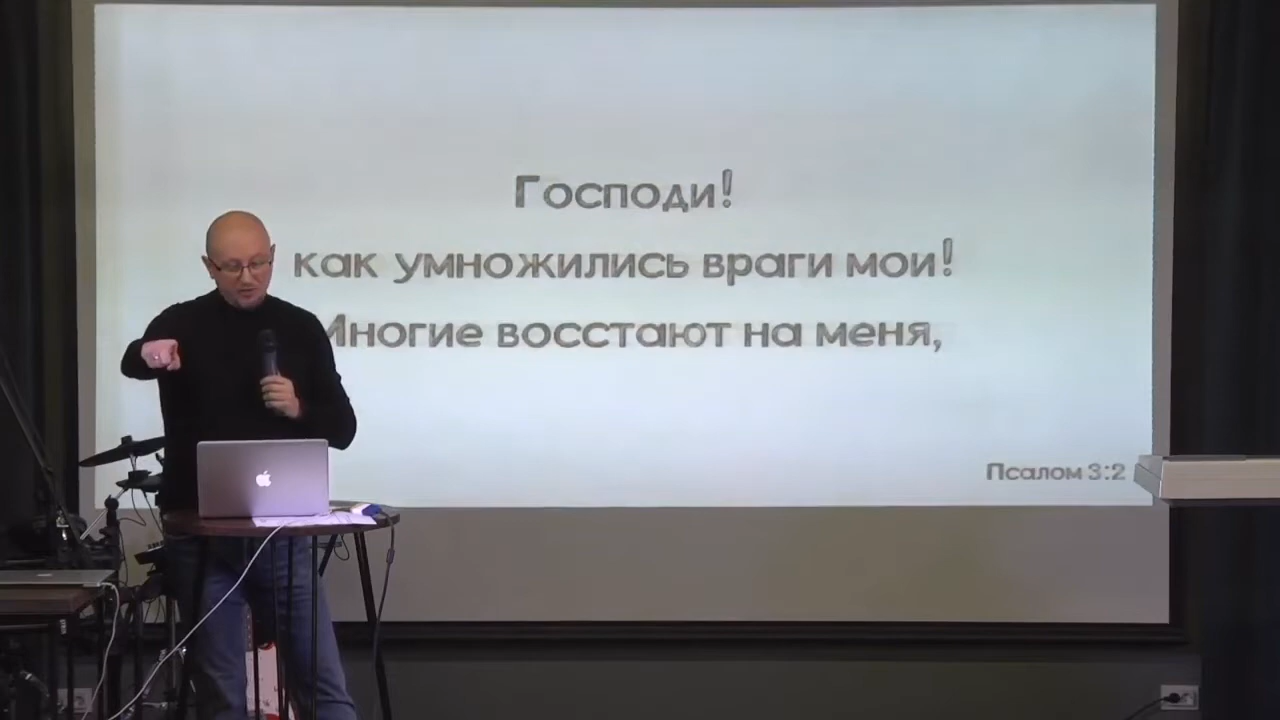 Господи!
как умножились враги мои!
Многие восстают на меня,
Псалом 3:2